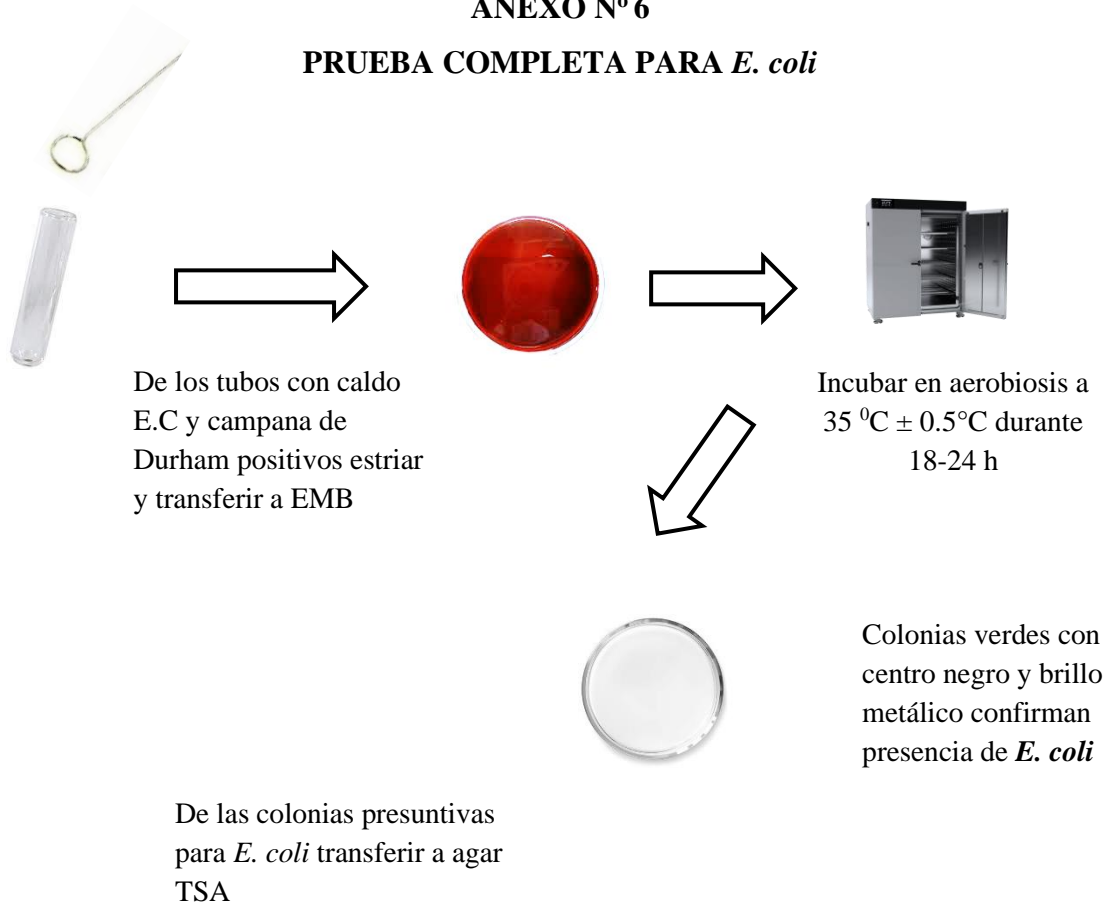 ANEXO Nº 6
PRUEBA COMPLETA PARA E. coli
De los tubos con caldo
E.C y campana de
Durham positivos estriar
y transferir a EMB
Incubar en aerobiosis a
35 ⁰C ± 0.5°C durante
18-24 h
Colonias verdes con
centro negro y brillo
metálico confirman
presencia de E. coli
De las colonias presuntivas
para E. coli transferir a agar
TSA